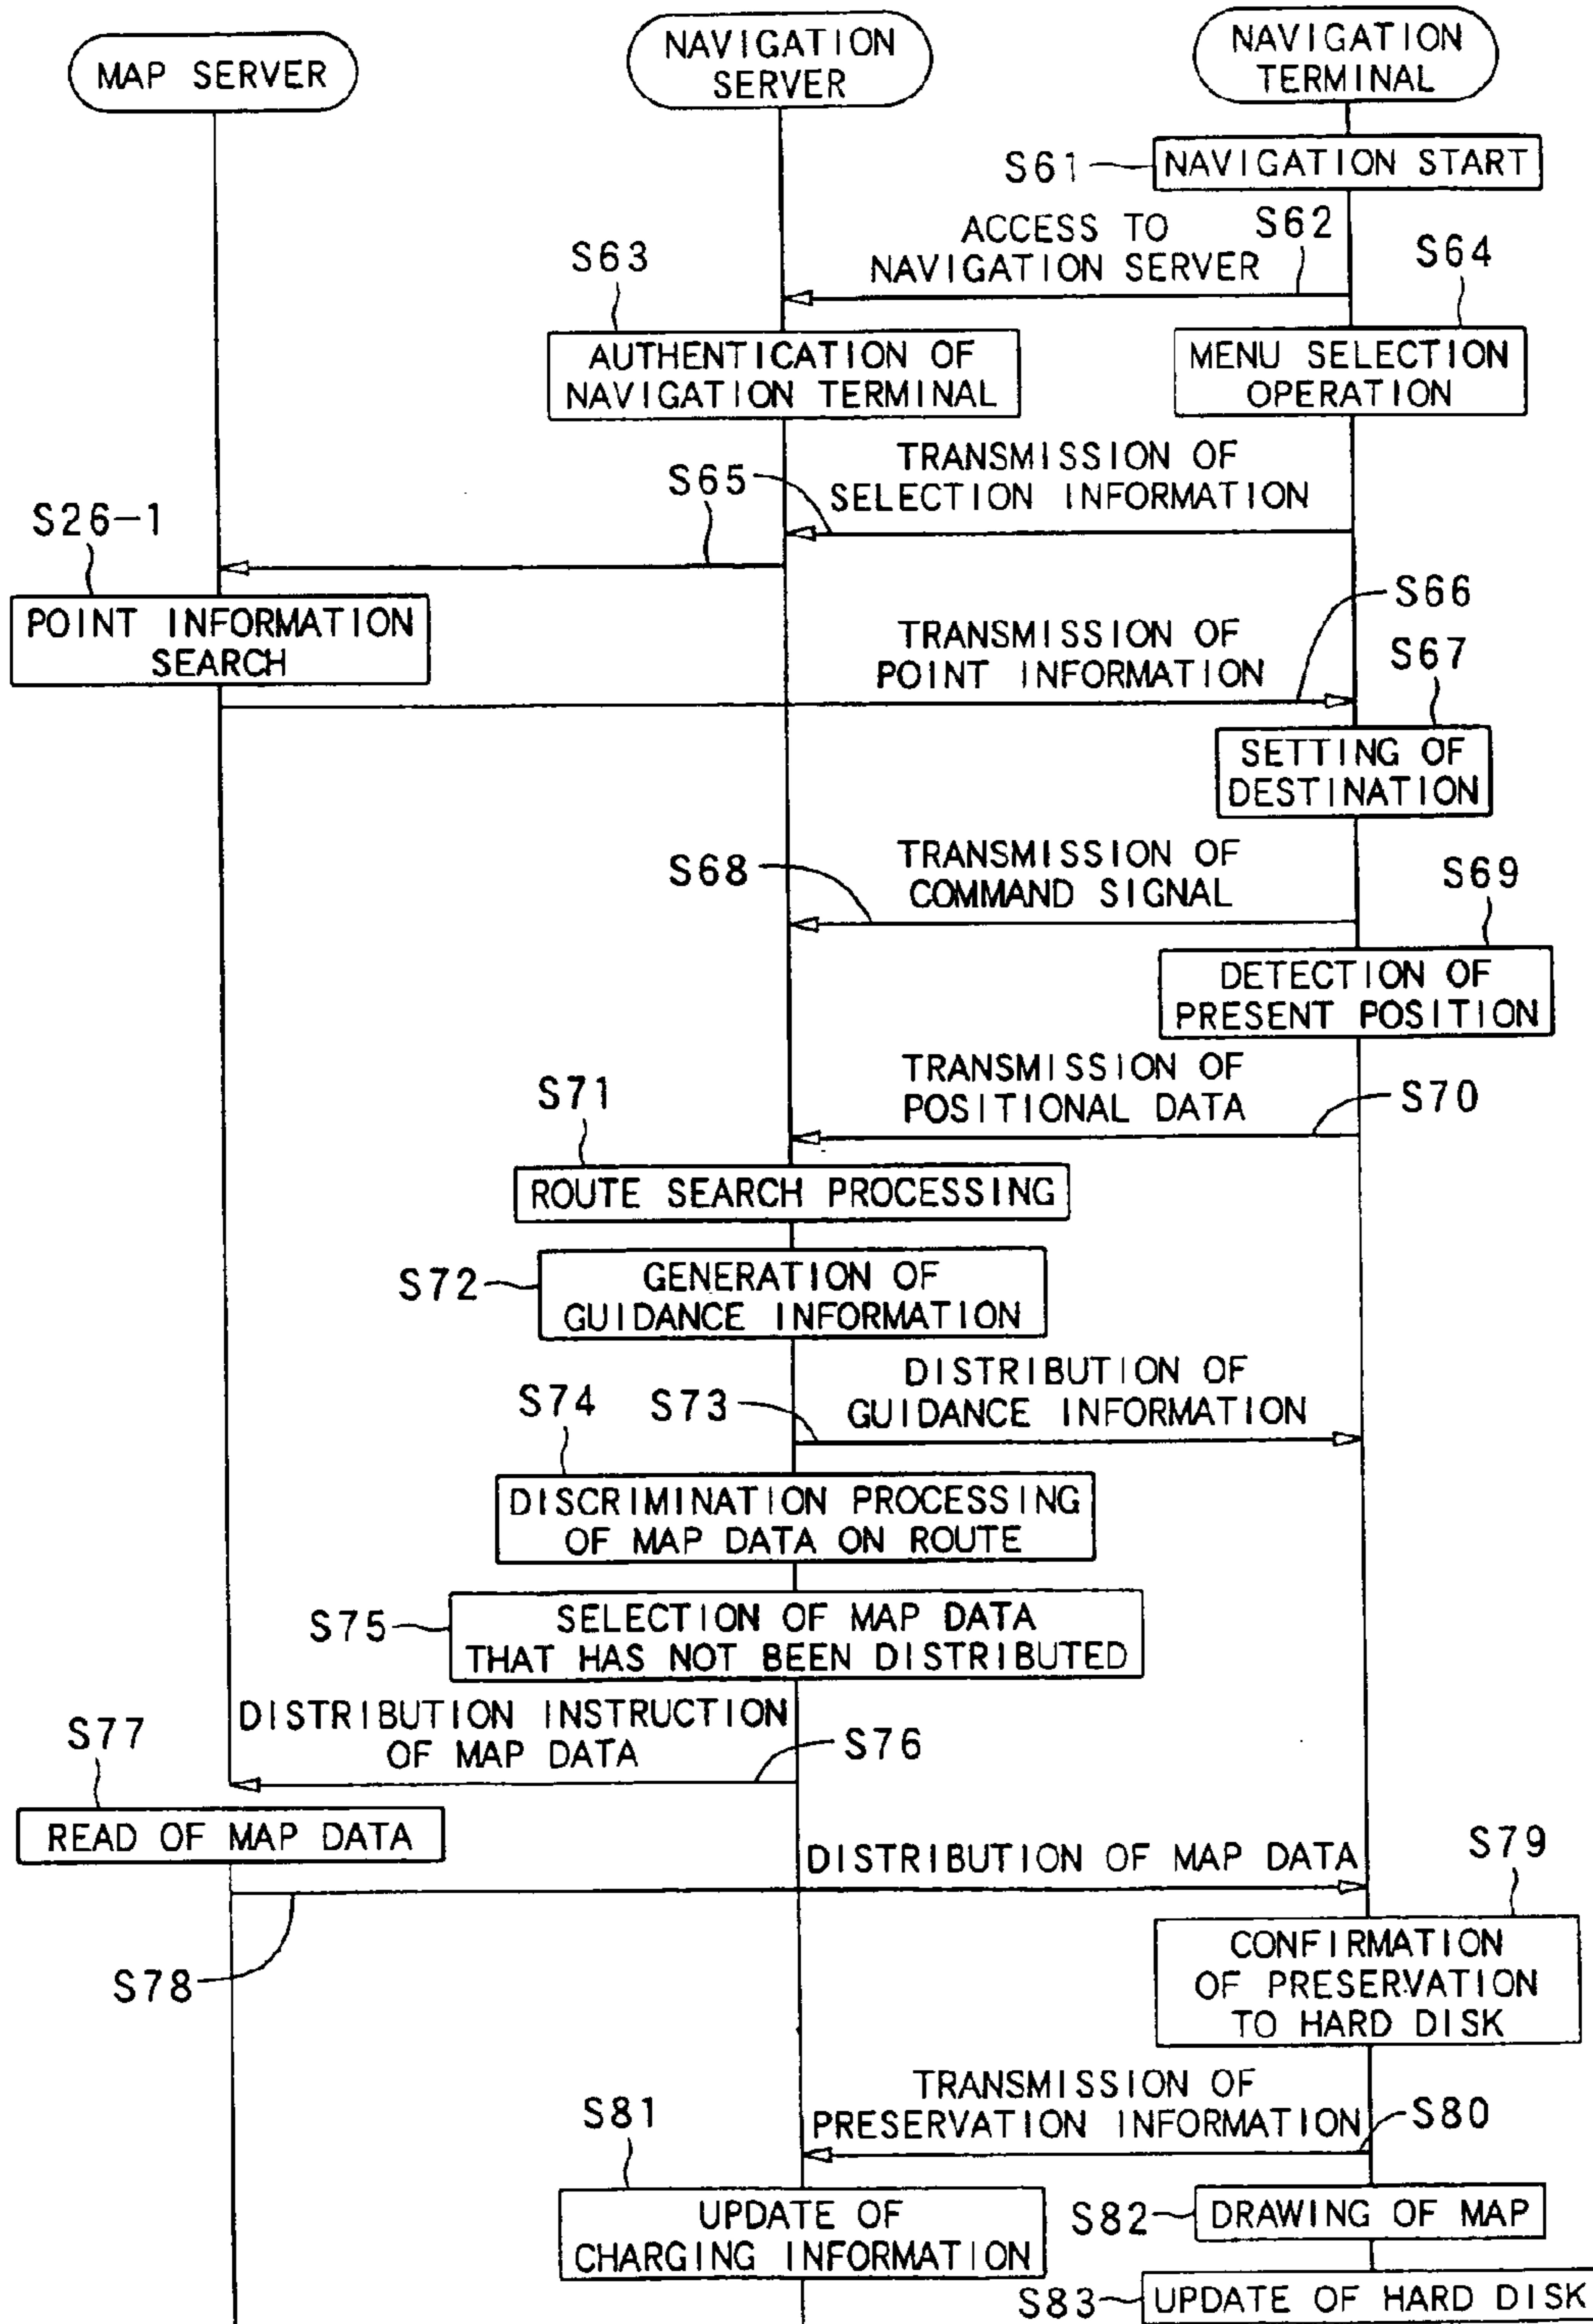 MAP SERVER
NAVIGATION
SERVER
NAVIGATION
TERMINAL
S61
NAVIGATION START
ACCESS TO
NAVIGATION SERVER
S62
S63
S64
AUTHENTICATION OF
NAVIGATION TERMINAL
MENU SELECTION
OPERATION
TRANSMISSION OF
SELECTION INFORMATION
S65
S26-1
POINT INFORMATION
SEARCH
TRANSMISSION OF
POINT INFORMATION
S66
S67
SETTING OF
DESTINATION
TRANSMISSION OF
COMMAND SIGNAL
S68
S69
DETECTION OF
PRESENT POSITION
TRANSMISSION OF
POSITIONAL DATA
S70
S71
ROUTE SEARCH PROCESSING
S72
GENERATION OF
GUIDANCE INFORMATION
DISTRIBUTION OF
GUIDANCE INFORMATION
S74
S73
DISCRIMINATION PROCESSING
OF MAP DATA ON ROUTE
S75
SELECTION OF MAP DATA
THAT HAS NOT BEEN DISTRIBUTED
DISTRIBUTION INSTRUCTION
OF MAP DATA
S76
S77
READ OF MAP DATA
DISTRIBUTION OF MAP DATA
S78
S79
CONFIRMATION
OF PRESERVATION
TO HARD DISK
TRANSMISSION OF
PRESERVATION INFORMATION
S80
S81
UPDATE OF
CHARGING INFORMATION
S82
DRAWING OF MAP
S83
UPDATE OF HARD DISK